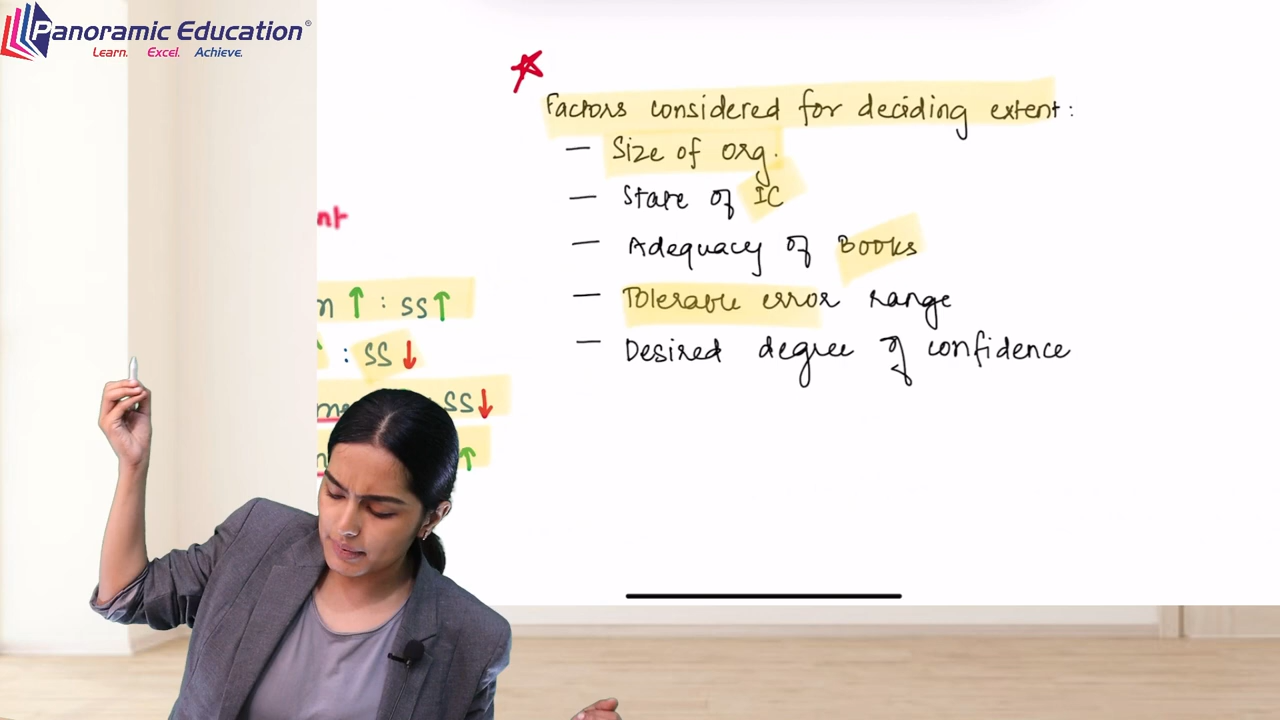 Panoramic Education®
Learn. Excel. Achieve.
Factors considered for deciding extent:
— Size of org.
— State of IC
— Adequacy of Books
— Tolerable error range
— Desired degree of confidence
↑ : SS↑
: SS ↓
SS↓
↑